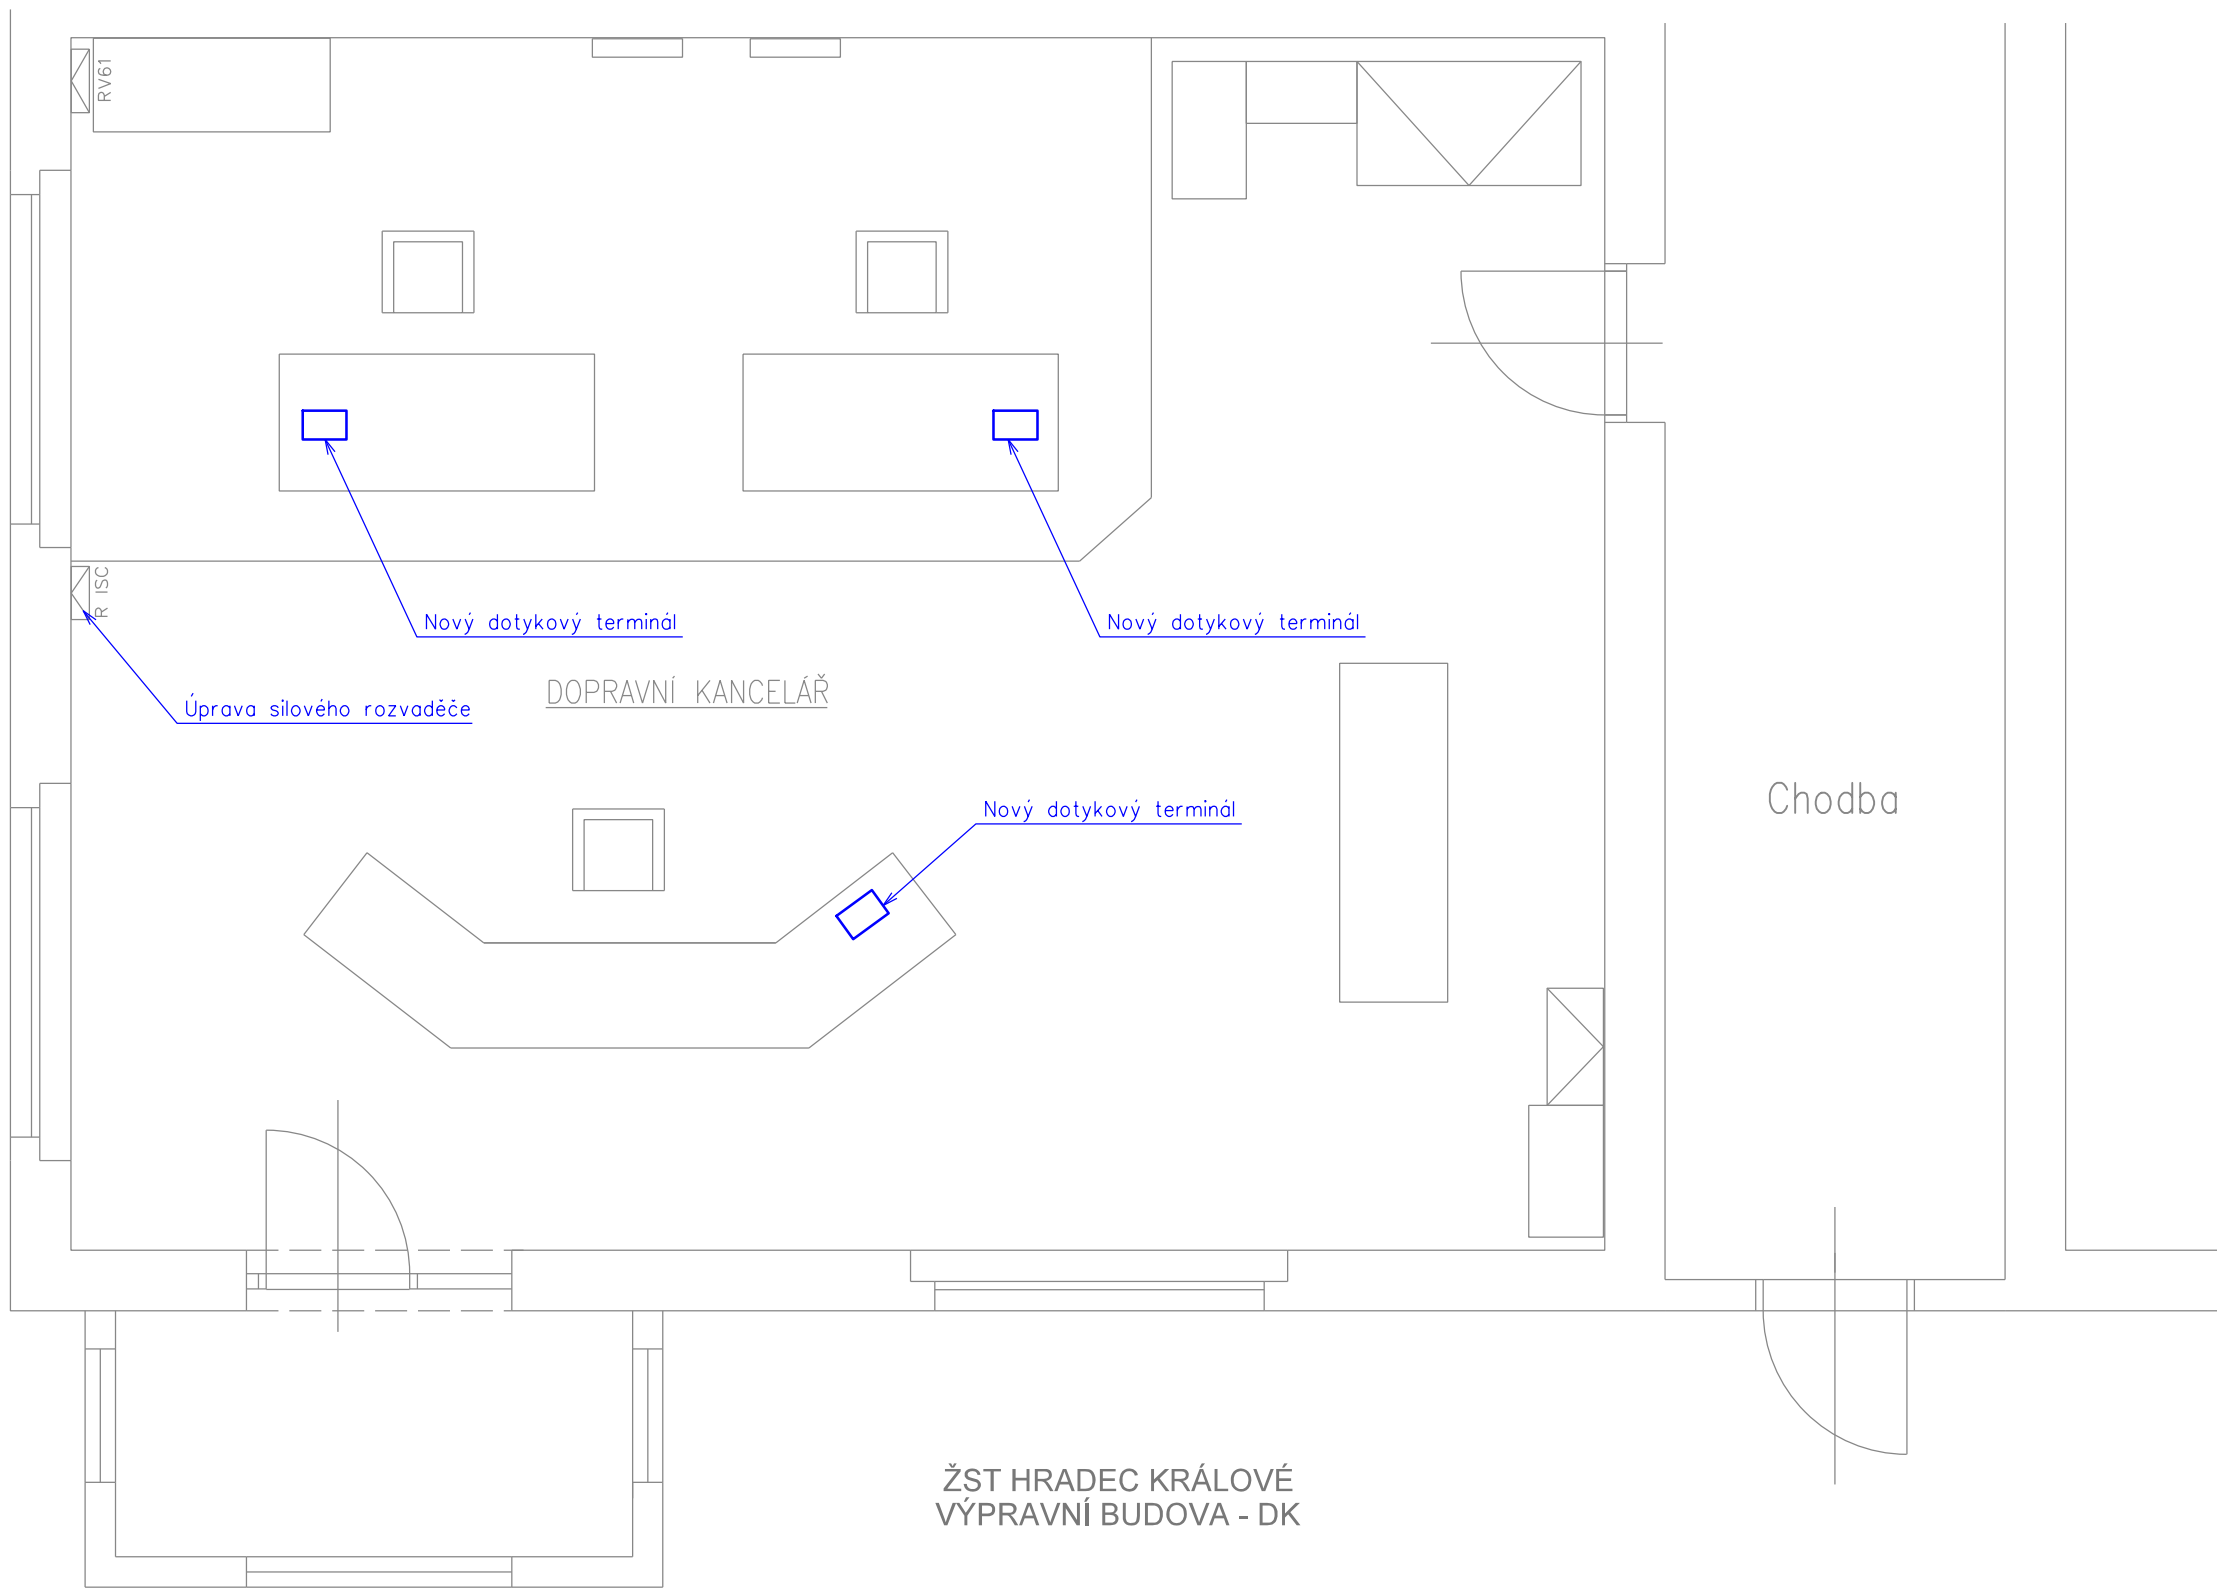 RV61
R ISC
Nový dotykový terminál
Nový dotykový terminál
Úprava silového rozvaděče
DOPRAVNÍ KANCELÁŘ
Nový dotykový terminál
Chodba
ŽST HRADEC KRÁLOVÉ
VÝPRAVNÍ BUDOVA - DK